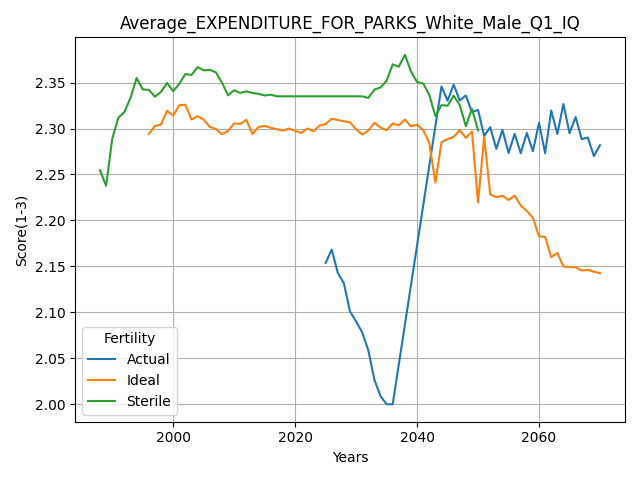 Average_EXPENDITURE_FOR_PARKS_White_Male_Q1_IQ
Score(1-3)
2.35
2.30
2.25
2.20
2.15
2.10
2.05
2.00
Fertility
Actual
Ideal
Sterile
2000
2020
2040
2060
Years